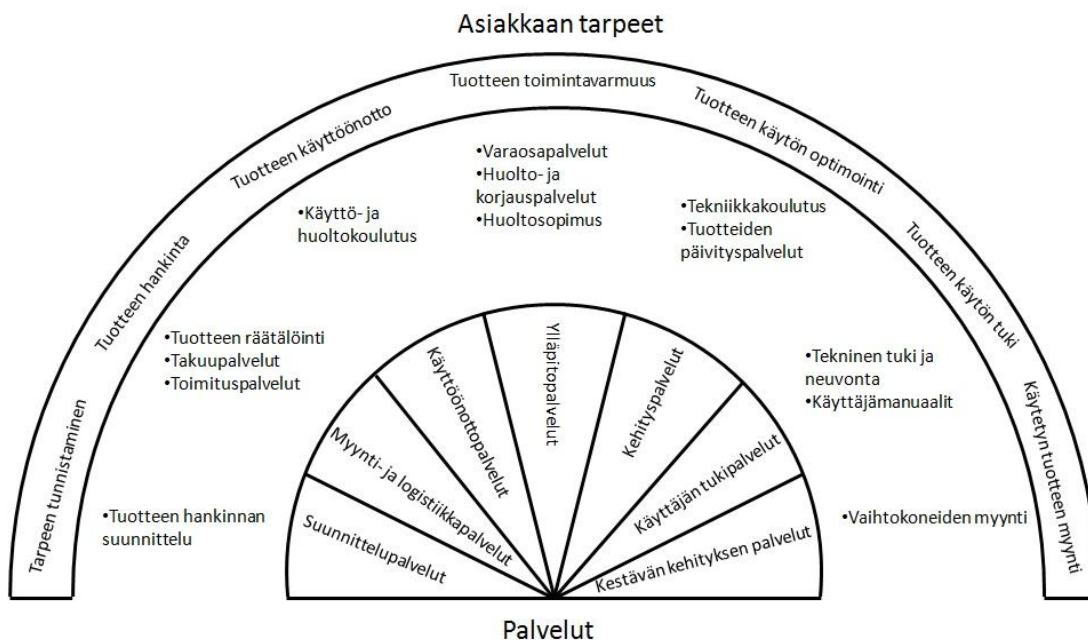 Asiakkaan tarpeet
Tarpeen tunnistaminen
Tuotteen hankinta
Tuotteen käyttöönotto
Tuotteen toimintavarmuus
Tuotteen käytön optimointi
Tuotteen käytön tuki
Käytetyn tuotteen myynti
•Tuotteen hankinnan
suunnittelu
•Tuotteen räätälöinti
•Takuupalvelut
•Toimituspalvelut
•Käyttö- ja
huoltokoulutus
•Varaosapalvelut
•Huolto- ja
korjauspalvelut
•Huoltosopimus
•Tekniikkakoulutus
•Tuotteiden
päivityspalvelut
•Tekninen tuki ja
neuvonta
•Käyttäjämanuaalit
•Vaihtokoneiden myynti
Suunnittelupalvelut
Myynti- ja logistiikkapalvelut
Käyttöönottopalvelut
Ylläpitopalvelut
Kehityspalvelut
Käyttäjän tukipalvelut
Kestävän kehityksen palvelut
Palvelut